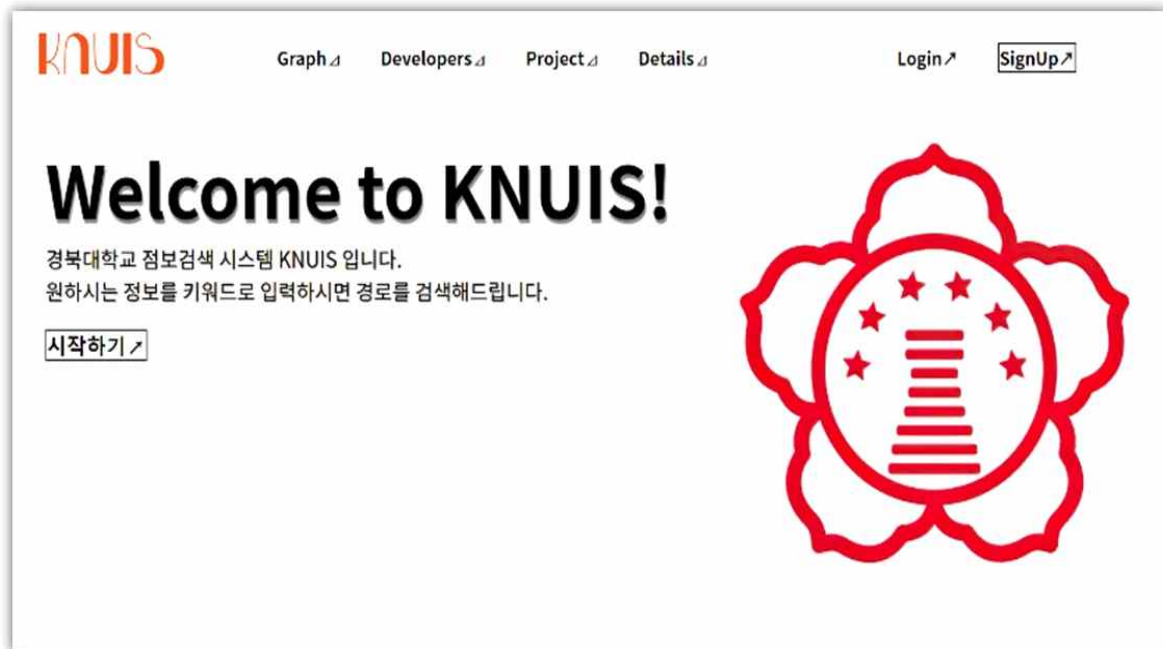 KNUIS
Graph Developers Project Details Login↗ SignUp↗
Welcome to KNUIS!
경북대학교 점보검색 시스템 KNUIS 입니다.
원하시는 정보를 키워드로 입력하시면 경로를 검색해드립니다.
시작하기↗